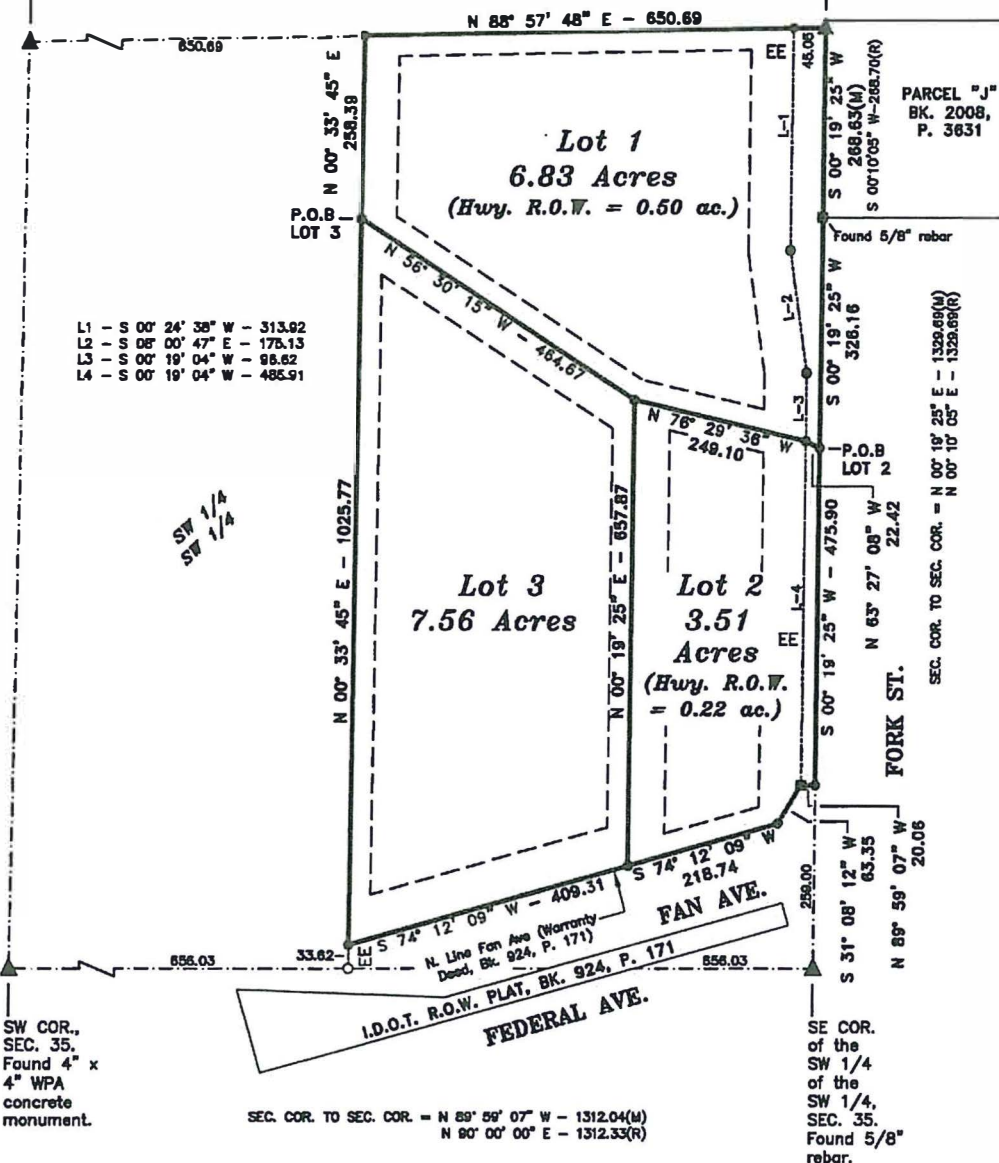 N 88° 57' 48" E - 650.69
650.69
N 00° 33' 45" E
258.39
EE
45.05
L-1
S 00° 19' 25" W
268.63(M)
S 00°10'05" W-268.70(R)
PARCEL "J"
BK. 2008,
P. 3631
Lot 1
6.83 Acres
(Hwy. R.O.W. = 0.50 ac.)
P.O.B
LOT 3
Found 5/8" rebar
N 56° 30' 15" W - 464.67
L-2
S 00° 19' 25" W
326.16
L1 - S 00° 24' 38" W - 313.92
L2 - S 08° 00' 47" E - 175.13
L3 - S 00° 19' 04" W - 95.62
L4 - S 00° 19' 04" W - 485.91
L-3
N 76° 29' 36" W
249.10
P.O.B
LOT 2
N 63° 27' 08" W
22.42
SEC. COR. TO SEC. COR. = N 00° 19' 25" E - 1329.69(M)
N 00° 10' 05" E - 1329.69(R)
SW 1/4
SW 1/4
N 00° 33' 45" E - 1025.77
Lot 3
7.56 Acres
N 00° 19' 25" E - 657.87
Lot 2
3.51
Acres
(Hwy. R.O.W.
= 0.22 ac.)
L-4
EE
S 00° 19' 25" W - 475.90
FORK ST.
S 74° 12' 09" W
218.74
S 74° 12' 09" W - 409.31
FAN AVE.
259.00
S 31° 08' 12" W
63.35
N 89° 59' 07" W
20.06
33.62
EE
N. Line Fan Ave (Warranty
Deed, Bk. 924, P. 171)
656.03
656.03
I.D.O.T. R.O.W. PLAT, BK. 924, P. 171
FEDERAL AVE.
SW COR.,
SEC. 35.
Found 4" x
4" WPA
concrete
monument.
SE COR.
of the
SW 1/4
of the
SW 1/4,
SEC. 35.
Found 5/8"
rebar.
SEC. COR. TO SEC. COR. = N 89° 59' 07" W - 1312.04(M)
N 90° 00' 00" E - 1312.33(R)